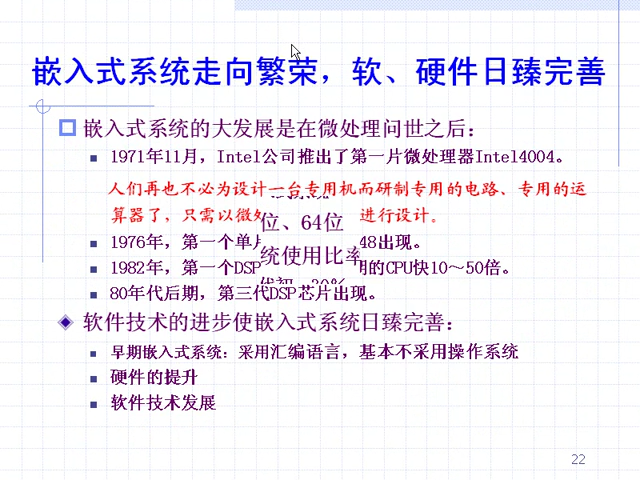 嵌入式系统走向繁荣，软、硬件日臻完善
嵌入式系统的大发展是在微处理问世之后：
1971年11月，Intel公司推出了第一片微处理器Intel4004。
人们再也不必为设计一台专用机而研制专用的电路、专用的运
算器了，只需以微处 进行设计。
位、64位
1976年，第一个单片 48出现。
统使用比率
1982年，第一个DSP 用的CPU快10～50倍。
80年代后期，第三代DSP芯片出现。
软件技术的进步使嵌入式系统日臻完善：
早期嵌入式系统：采用汇编语言，基本不采用操作系统
硬件的提升
软件技术发展
22